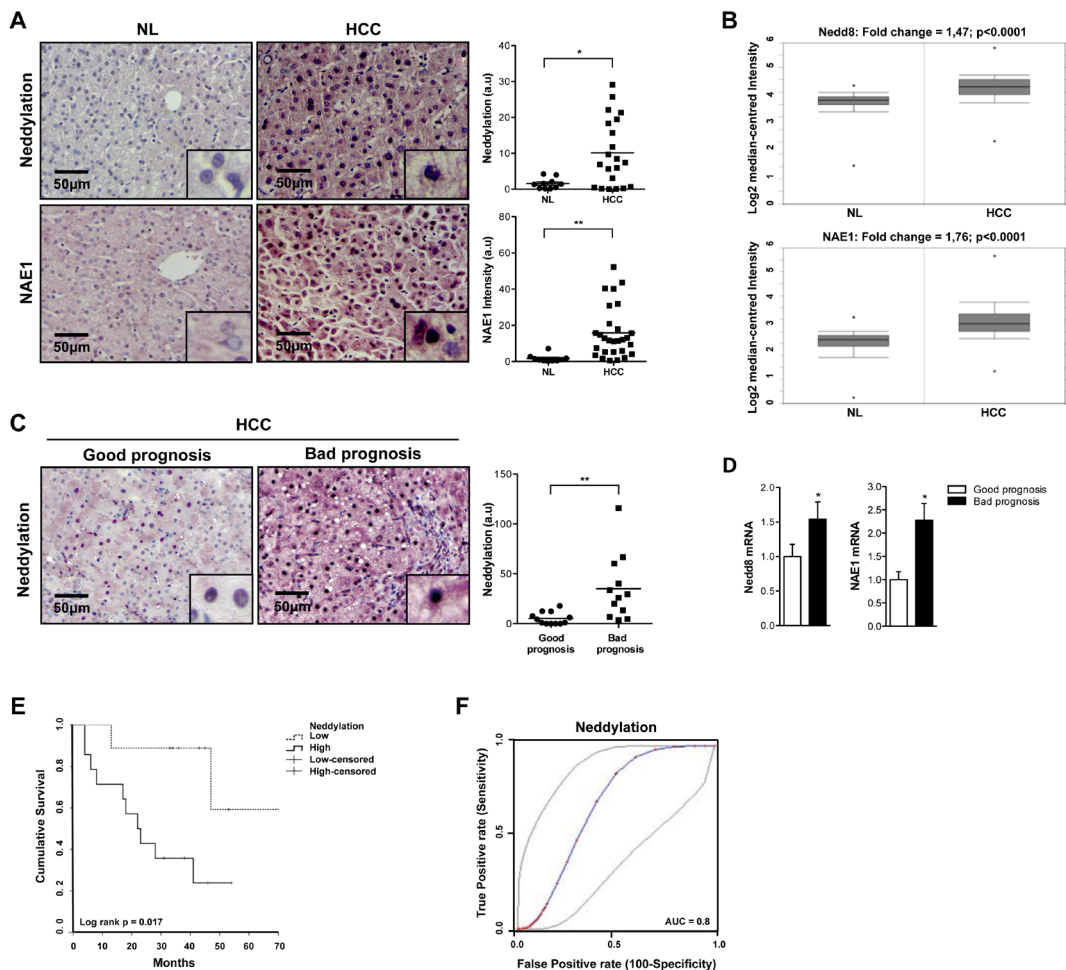 A
NL
HCC
Neddylation
50µm
50µm
NAE1
50µm
50µm
Neddylation (a.u)
40
30
20
10
0
*
NL
HCC
NAE1 Intensity (a.u)
80
60
40
20
0
**
NL
HCC
B
Nedd8: Fold change = 1,47; p<0.0001
Log2 median-centred Intensity
6
5
4
3
2
1
0
NL
HCC
NAE1: Fold change = 1,76; p<0.0001
Log2 median-centred Intensity
6
5
4
3
2
1
0
NL
HCC
C
HCC
Good prognosis
Bad prognosis
Neddylation
50µm
50µm
Neddylation (a.u)
150
100
50
0
**
Good prognosis
Bad prognosis
D
Good prognosis
Bad prognosis
Nedd8 mRNA
2.0
1.5
1.0
0.5
0.0
*
NAE1 mRNA
3.0
2.5
2.0
1.5
1.0
0.5
0.0
*
E
Cumulative Survival
1.0
0.8
0.6
0.4
0.2
0.0
Neddylation
Low
High
Low-censored
High-censored
Log rank p = 0.017
0 10 20 30 40 50 60 70
Months
F
Neddylation
True Positive rate (Sensitivity)
1.0
0.5
0.0
AUC = 0.8
0.0 0.5 1.0
False Positive rate (100-Specificity)